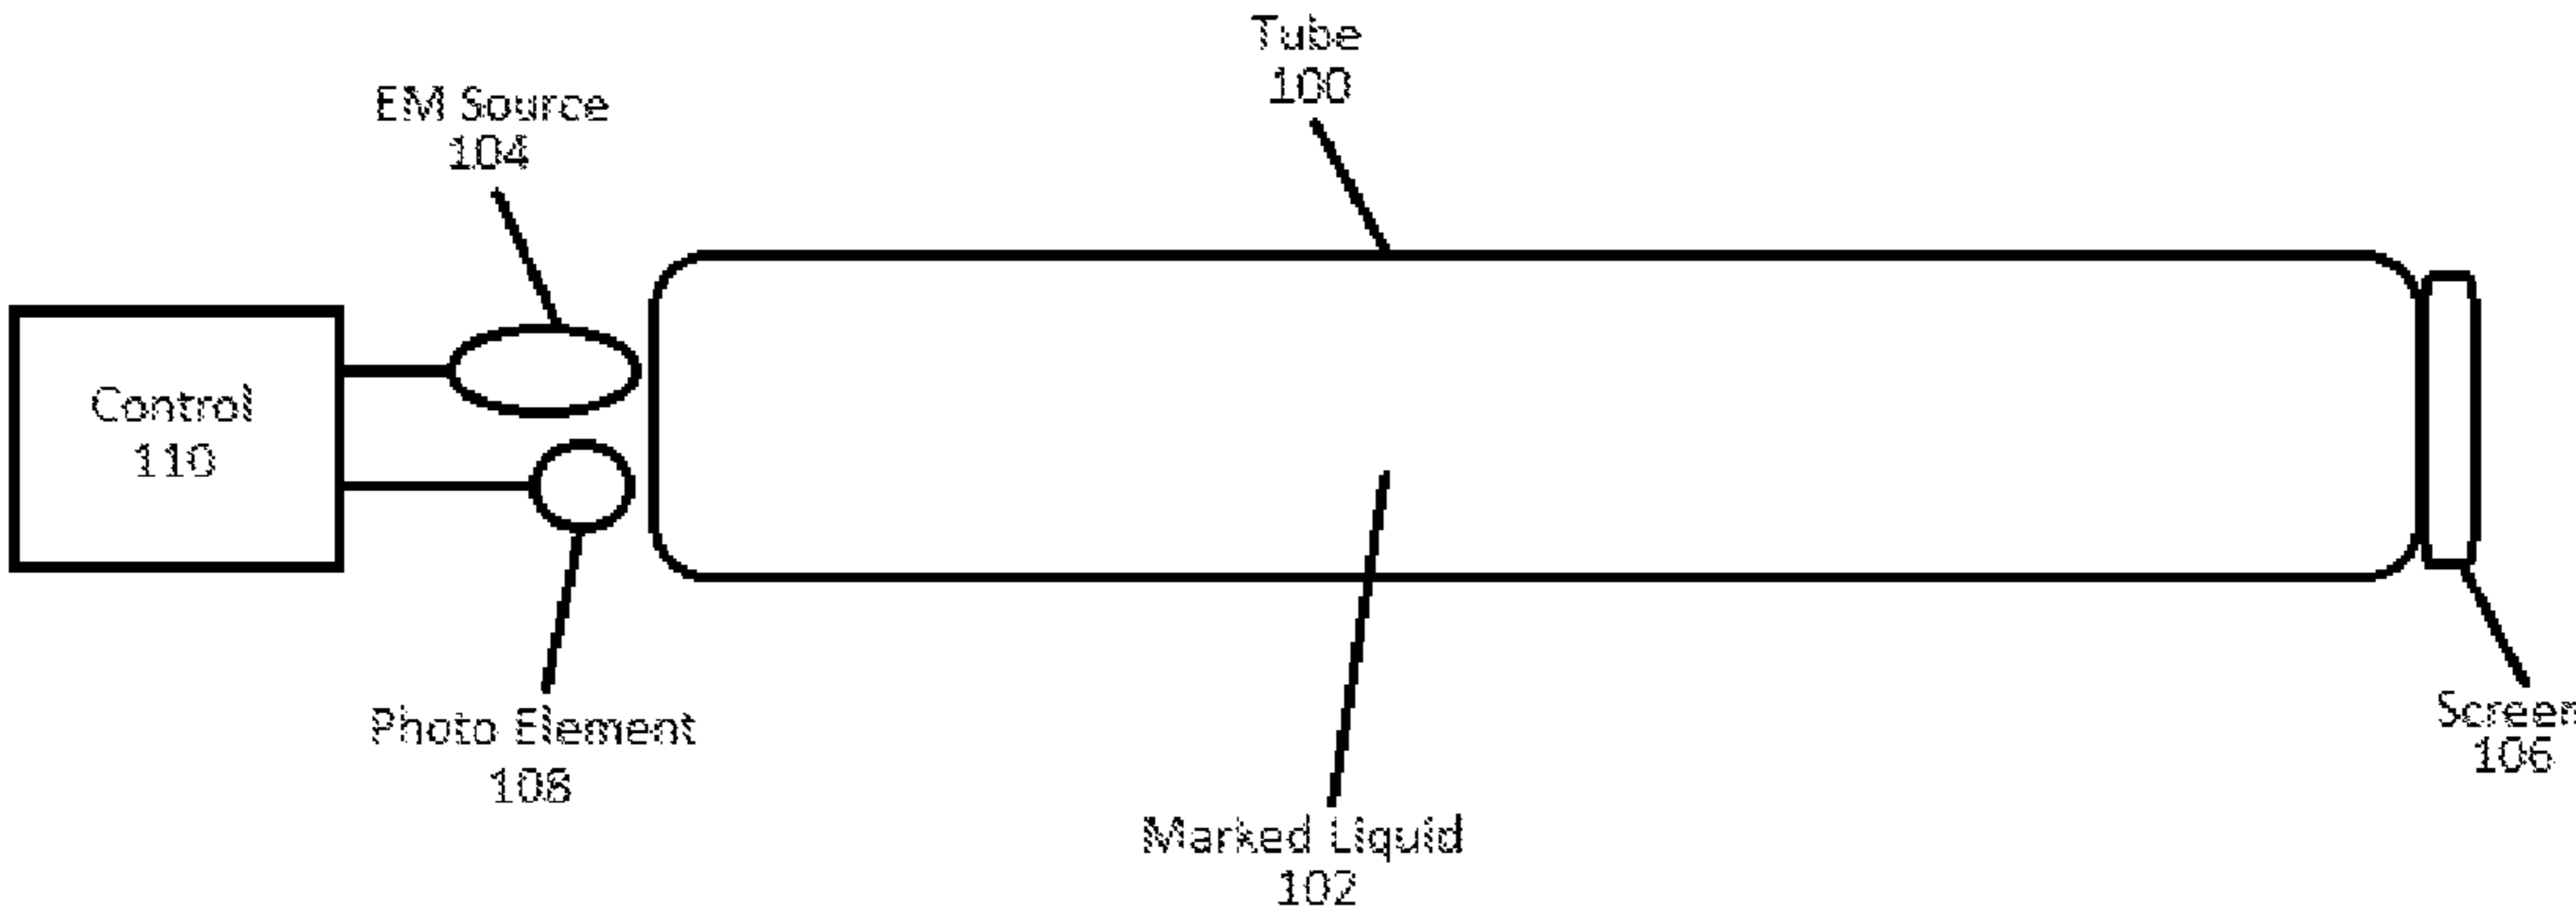 Tube
100
EM Source
104
Control
110
Photo Element
108
Screen
106
Marked Liquid
102